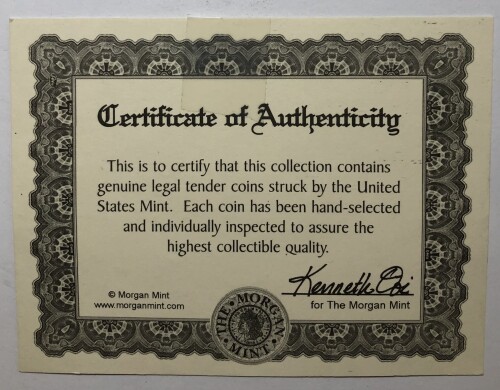 Certificate of Authenticity
This is to certify that this collection contains
genuine legal tender coins struck by the United
States Mint. Each coin has been hand-selected
and individually inspected to assure the
highest collectible quality.
© Morgan Mint
www.morganmint.com
Kenneth
for The Morgan Mint
THE • MORGAN • MINT •